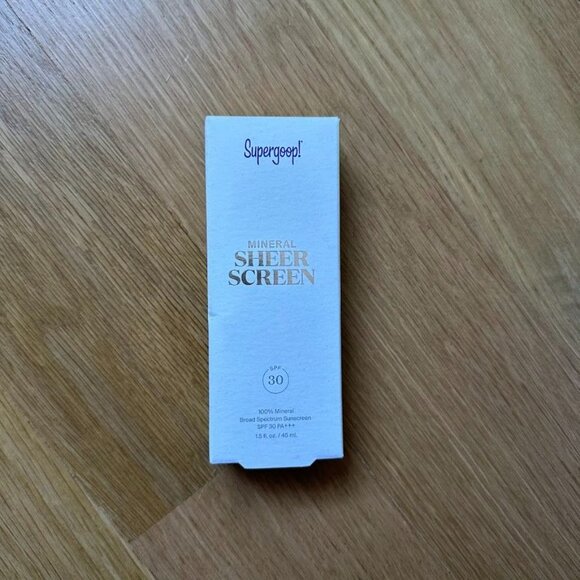 Supergoop!
MINERAL
SHEER
SCREEN
SPF
30
100% Mineral
Broad Spectrum Sunscreen
SPF 30 PA+++
1.5 fl. oz. / 45 mL